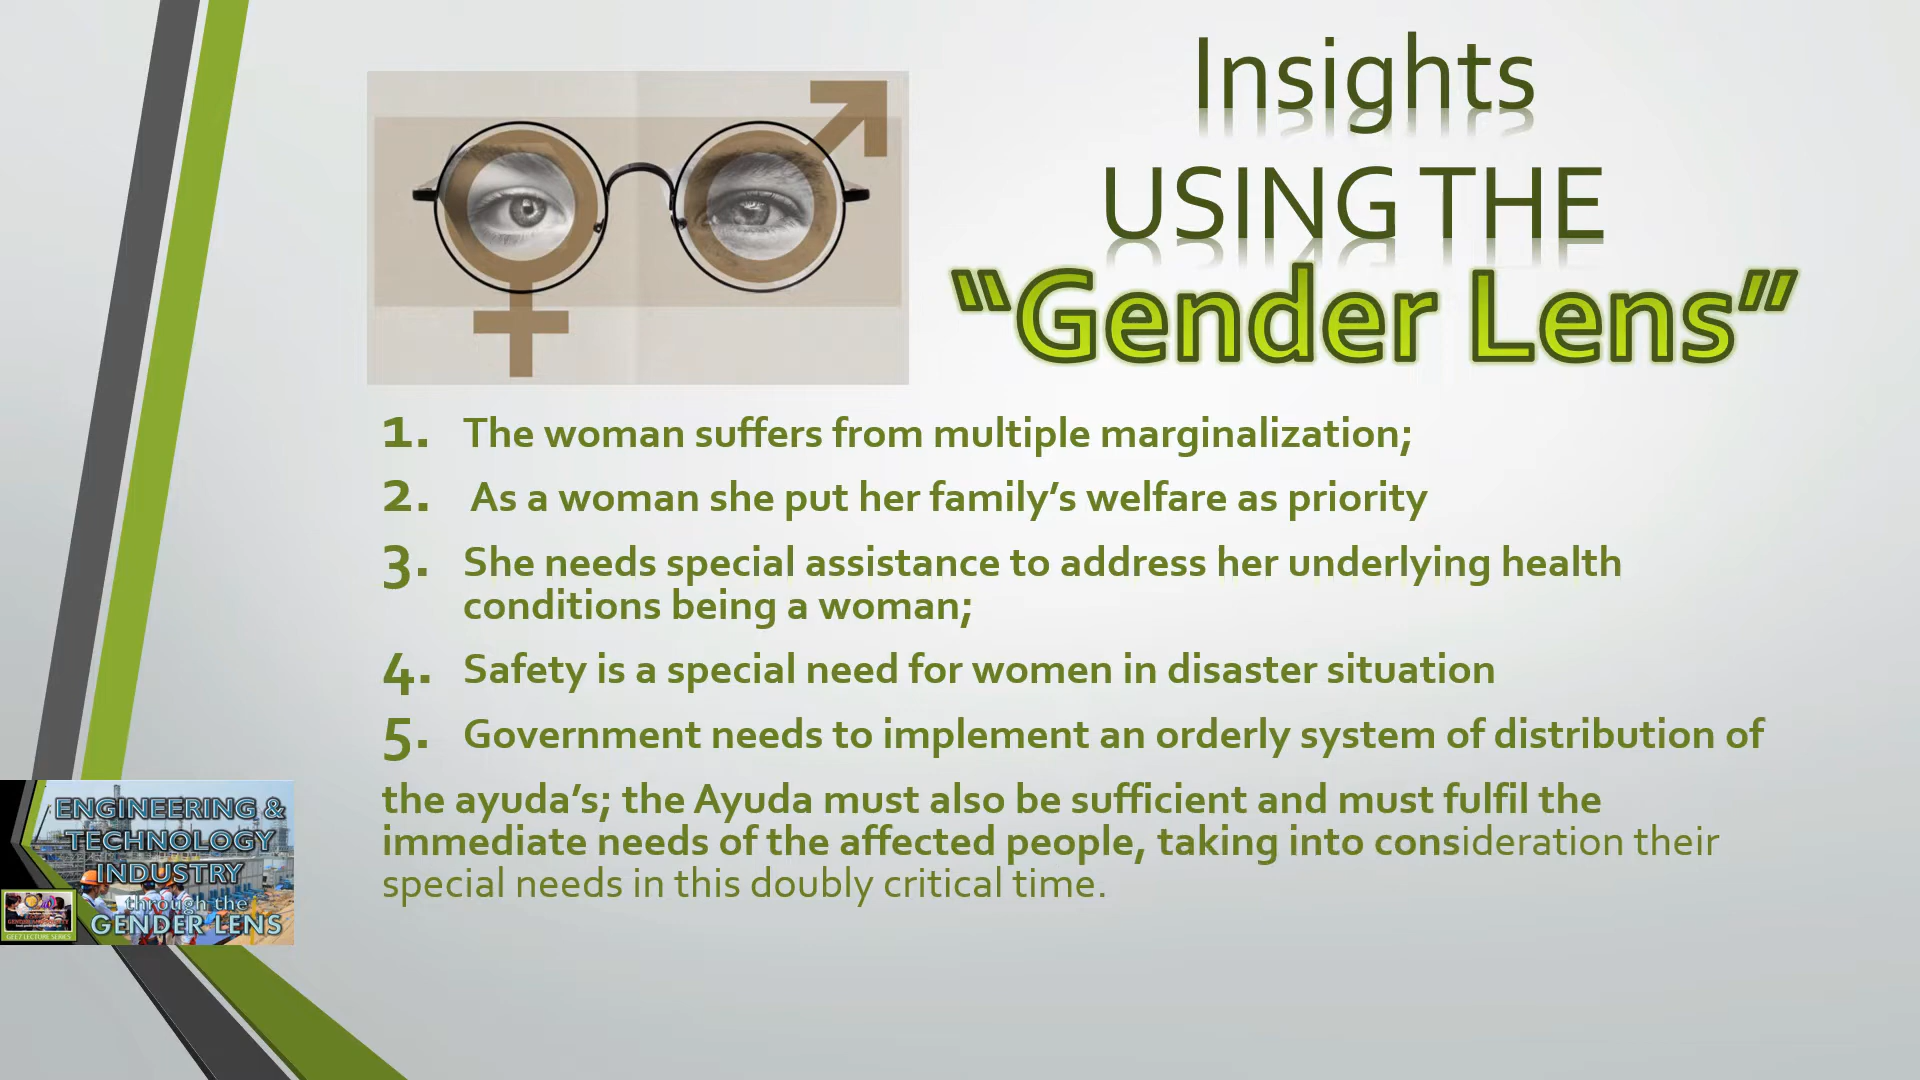 Insights
USING THE
“Gender Lens”
1. The woman suffers from multiple marginalization;
2. As a woman she put her family’s welfare as priority
3. She needs special assistance to address her underlying health
conditions being a woman;
4. Safety is a special need for women in disaster situation
5. Government needs to implement an orderly system of distribution of
the ayuda’s; the Ayuda must also be sufficient and must fulfil the
immediate needs of the affected people, taking into consideration their
special needs in this doubly critical time.
ENGINEERING &
TECHNOLOGY
INDUSTRY
through the
GENDER LENS